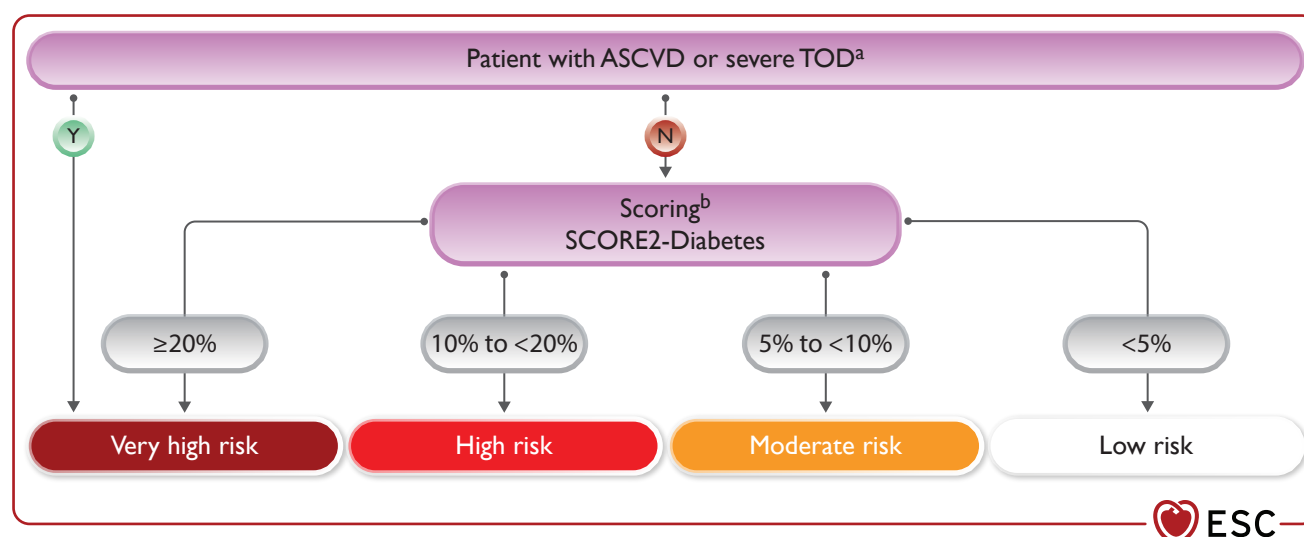 Patient with ASCVD or severe TODᵃ
Y
N
Scoringᵇ
SCORE2-Diabetes
≥20%
10% to <20%
5% to <10%
<5%
Very high risk
High risk
Moderate risk
Low risk
ESC